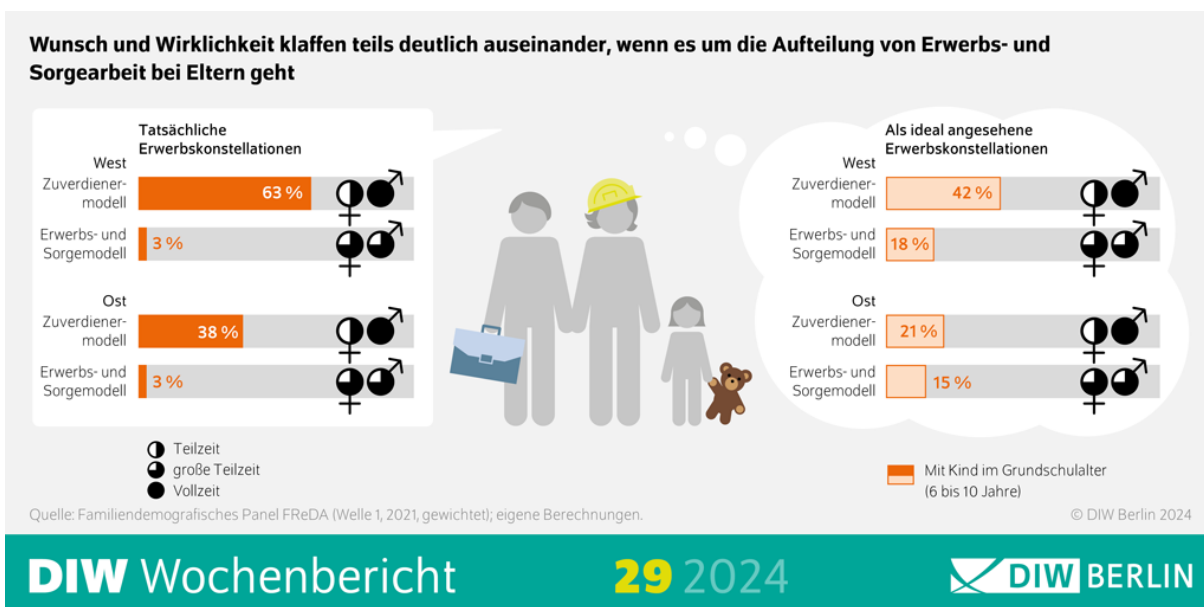 Wunsch und Wirklichkeit klaffen teils deutlich auseinander, wenn es um die Aufteilung von Erwerbs- und
Sorgearbeit bei Eltern geht
Tatsächliche
Erwerbskonstellationen
West
Zuverdiener-
modell
63 %
Erwerbs- und
Sorgemodell
3 %
Ost
Zuverdiener-
modell
38 %
Erwerbs- und
Sorgemodell
3 %
Teilzeit
große Teilzeit
Vollzeit
Als ideal angesehene
Erwerbskonstellationen
West
Zuverdiener-
modell
42 %
Erwerbs- und
Sorgemodell
18 %
Ost
Zuverdiener-
modell
21 %
Erwerbs- und
Sorgemodell
15 %
Mit Kind im Grundschulalter
(6 bis 10 Jahre)
Quelle: Familiendemografisches Panel FReDA (Welle 1, 2021, gewichtet); eigene Berechnungen.
© DIW Berlin 2024
DIW Wochenbericht
29 2024
DIW BERLIN